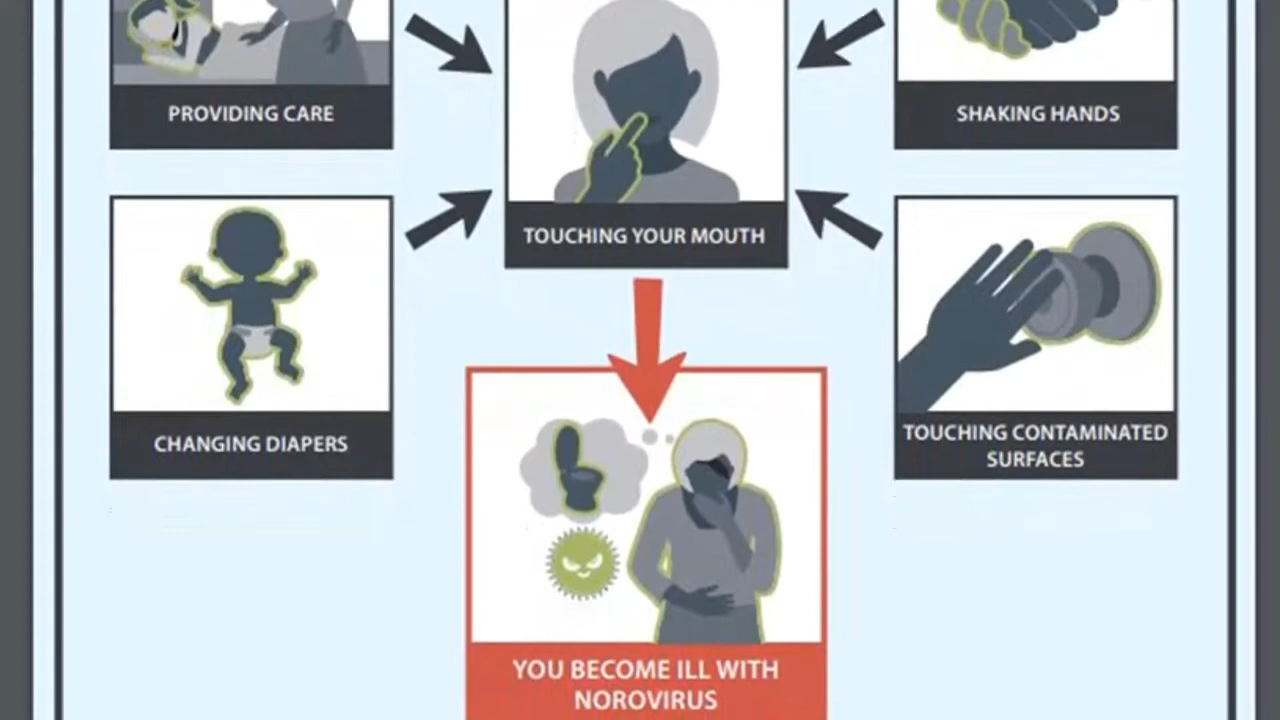 PROVIDING CARE
SHAKING HANDS
TOUCHING YOUR MOUTH
CHANGING DIAPERS
TOUCHING CONTAMINATED
SURFACES
YOU BECOME ILL WITH
NOROVIRUS